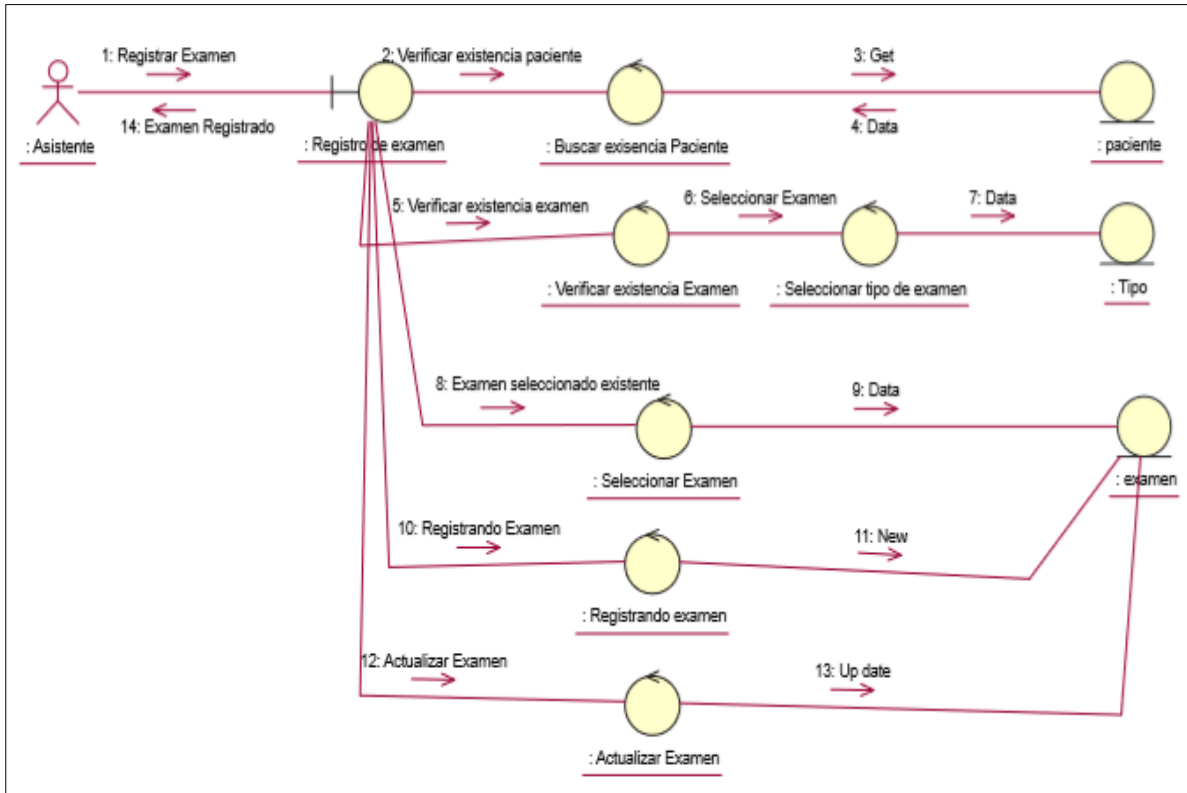 1: Registrar Examen
2: Verificar existencia paciente
3: Get
14: Examen Registrado
4: Data
: Asistente
: Registro de examen
: Buscar exisencia Paciente
: paciente
5: Verificar existencia examen
6: Seleccionar Examen
7: Data
: Verificar existencia Examen
: Seleccionar tipo de examen
: Tipo
8: Examen seleccionado existente
9: Data
: Seleccionar Examen
: examen
10: Registrando Examen
11: New
: Registrando examen
12: Actualizar Examen
13: Up date
: Actualizar Examen